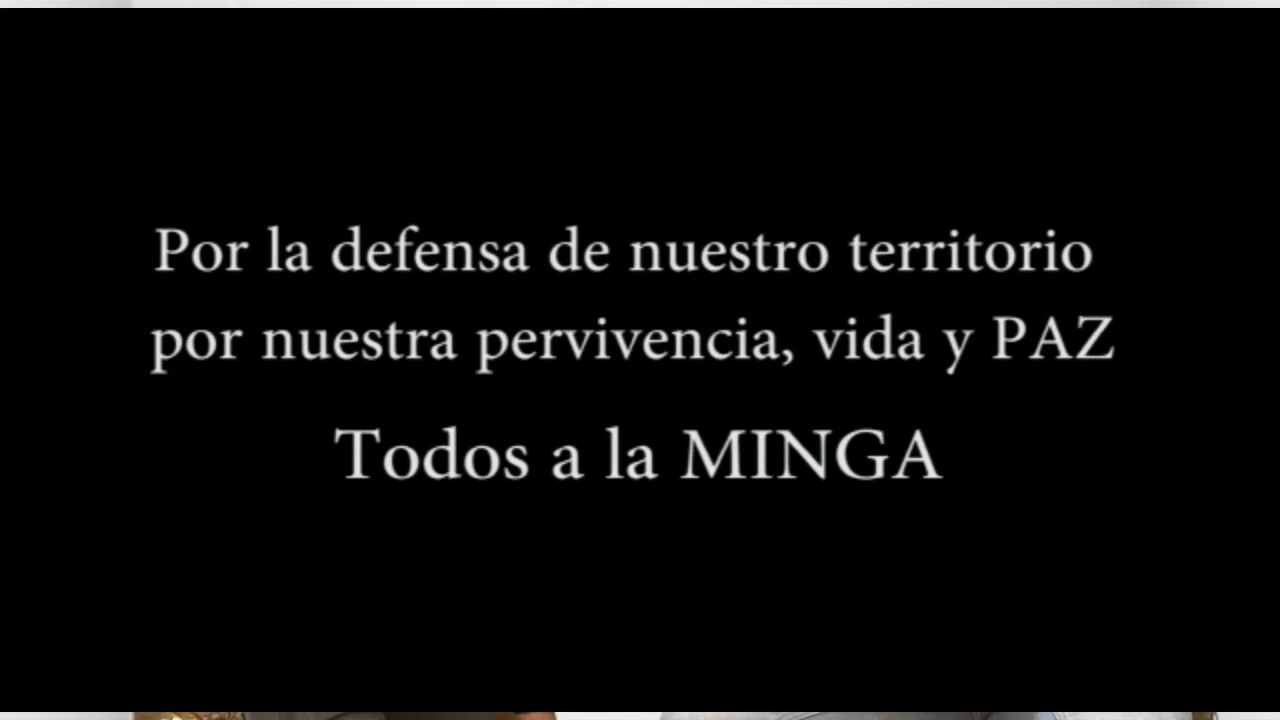 Por la defensa de nuestro territorio
por nuestra pervivencia, vida y PAZ
Todos a la MINGA